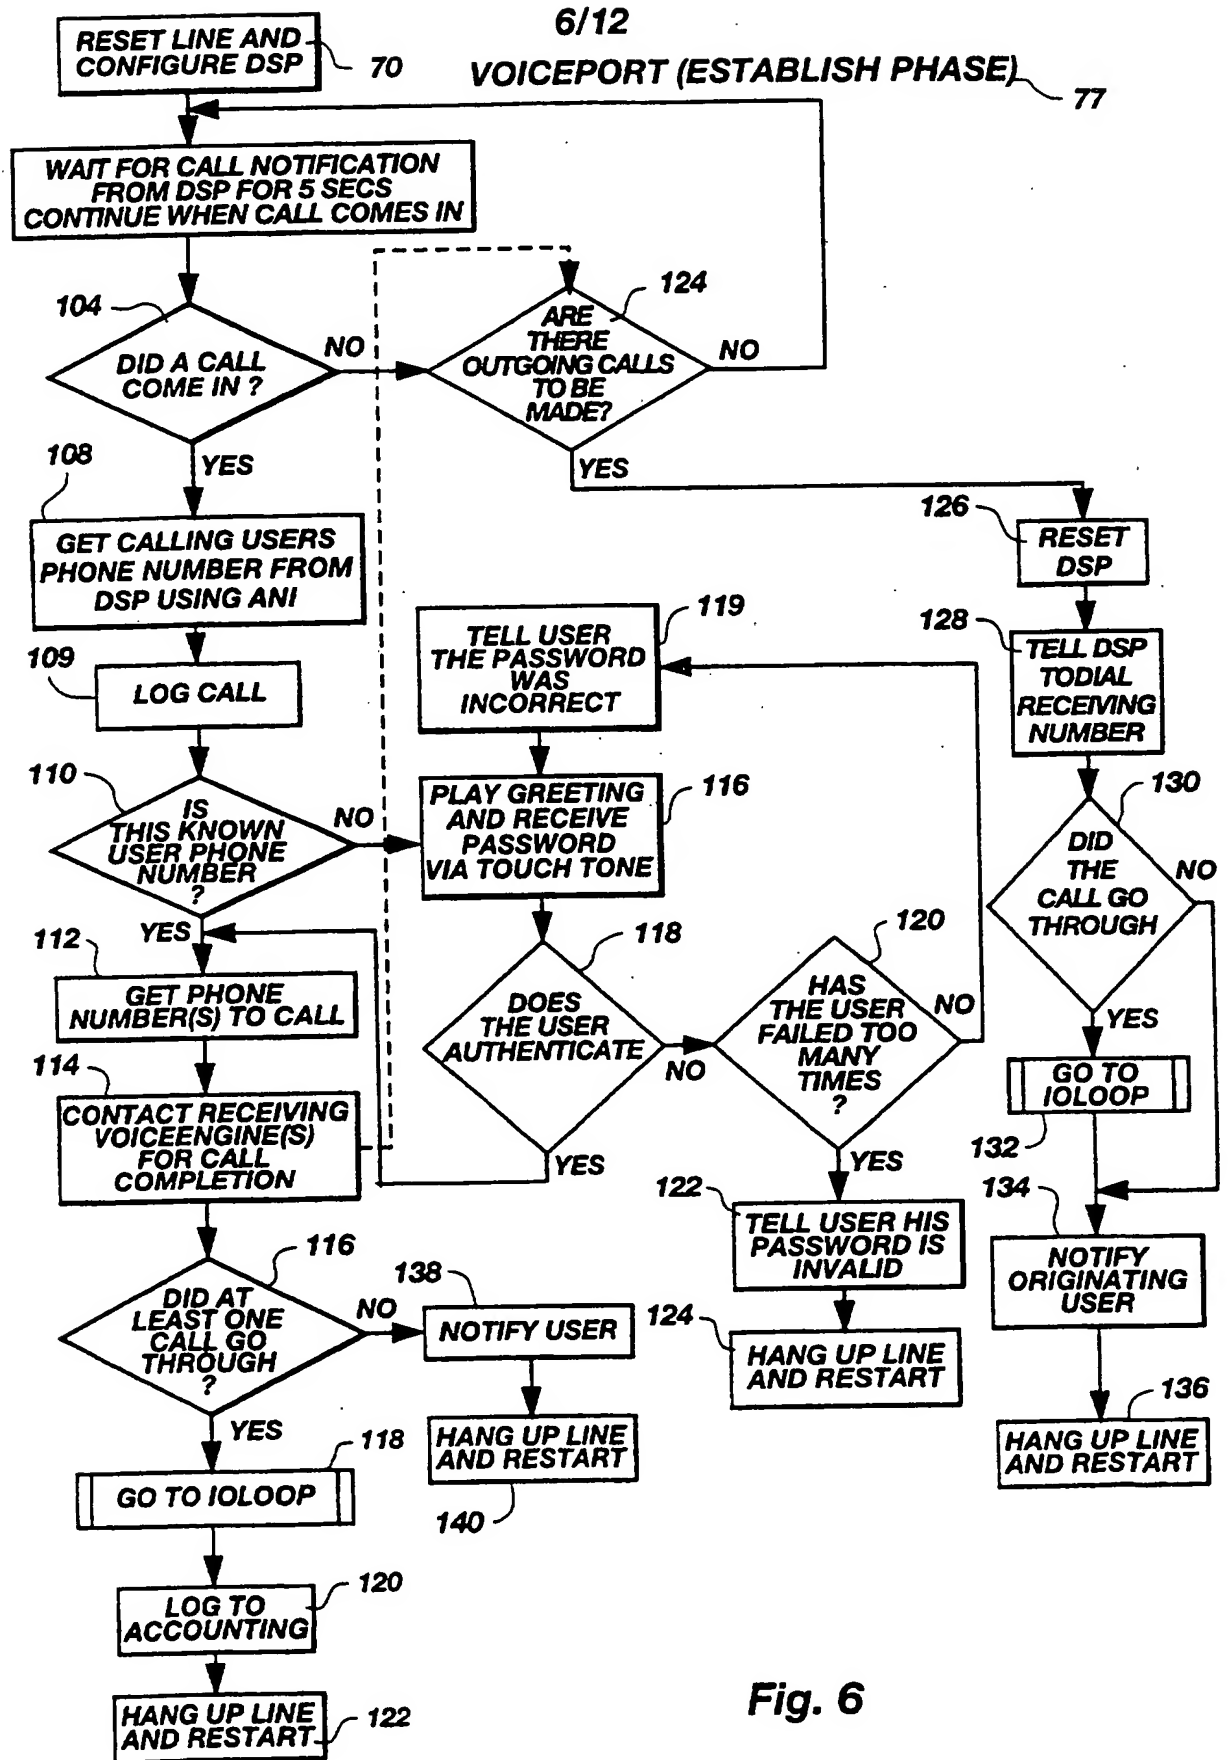 6/12
VOICEPORT (ESTABLISH PHASE)
77
RESET LINE AND
CONFIGURE DSP
70
WAIT FOR CALL NOTIFICATION
FROM DSP FOR 5 SECS
CONTINUE WHEN CALL COMES IN
104
DID A CALL
COME IN ?
NO
YES
124
ARE
THERE
OUTGOING CALLS
TO BE
MADE?
NO
YES
108
GET CALLING USERS
PHONE NUMBER FROM
DSP USING ANI
109
LOG CALL
110
IS
THIS KNOWN
USER PHONE
NUMBER
?
NO
YES
112
GET PHONE
NUMBER(S) TO CALL
114
CONTACT RECEIVING
VOICEENGINE(S)
FOR CALL
COMPLETION
116
DID AT
LEAST ONE
CALL GO
THROUGH
?
NO
YES
118
GO TO IOLOOP
120
LOG TO
ACCOUNTING
HANG UP LINE
AND RESTART
122
119
TELL USER
THE PASSWORD
WAS
INCORRECT
116
PLAY GREETING
AND RECEIVE
PASSWORD
VIA TOUCH TONE
118
DOES
THE USER
AUTHENTICATE
NO
YES
120
HAS
THE USER
FAILED TOO
MANY
TIMES
?
NO
YES
122
TELL USER HIS
PASSWORD IS
INVALID
124
HANG UP LINE
AND RESTART
138
NOTIFY USER
HANG UP LINE
AND RESTART
140
126
RESET
DSP
128
TELL DSP
TODIAL
RECEIVING
NUMBER
130
DID
THE
CALL GO
THROUGH
NO
YES
GO TO
IOLOOP
132
134
NOTIFY
ORIGINATING
USER
136
HANG UP LINE
AND RESTART
Fig. 6